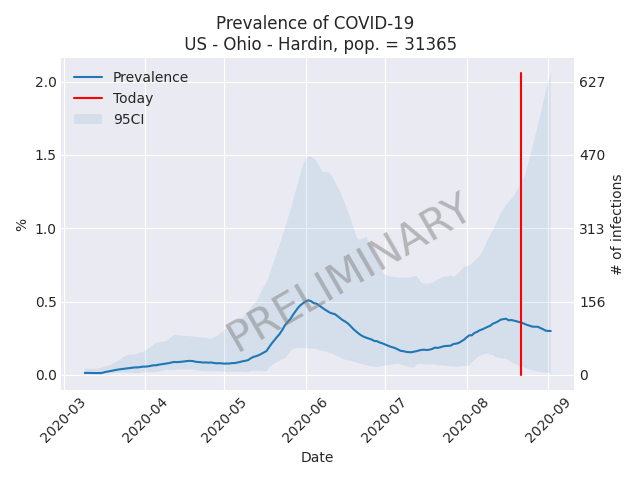 Prevalence of COVID-19
US - Ohio - Hardin, pop. = 31365
Prevalence
Today
95CI
PRELIMINARY
%
2.0
1.5
1.0
0.5
0.0
627
470
313
156
0
# of infections
2020-03
2020-04
2020-05
2020-06
2020-07
2020-08
2020-09
Date